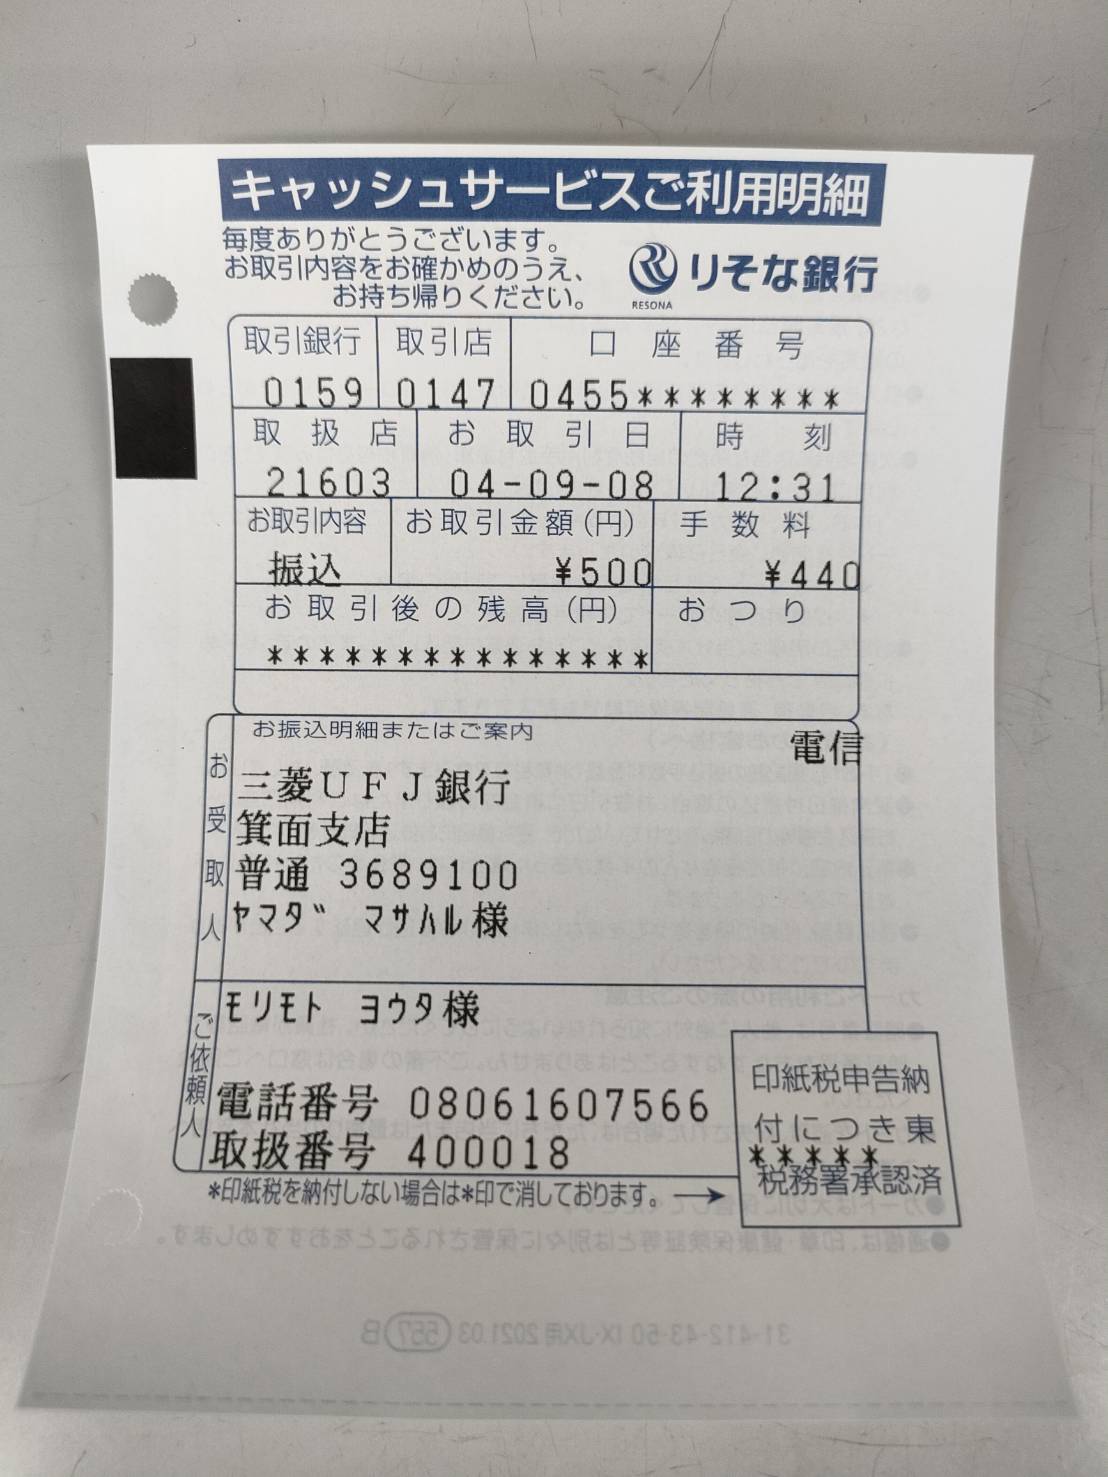 キャッシュサービスご利用明細
毎度ありがとうございます。
お取引内容をお確かめのうえ、
お持ち帰りください。
りそな銀行
RESONA
取引銀行 取引店 口座番号
0159 0147 0455********
取扱店 お取引日 時刻
21603 04-09-08 12:31
お取引内容 お取引金額(円) 手数料
振込 ¥500 ¥440
お取引後の残高(円) おつり
***************
お振込明細またはご案内
電信
お受取人
三菱UFJ銀行
箕面支店
普通 3689100
ヤマダ マサハル様
ご依頼人
モリモト ヨウタ様
電話番号 08061607566
取扱番号 400018
*印紙税を納付しない場合は*印で消しております。→
印紙税申告納
付につき東
*****
税務署承認済
31-412-43-50 IX・JX用 2021.03 557 B